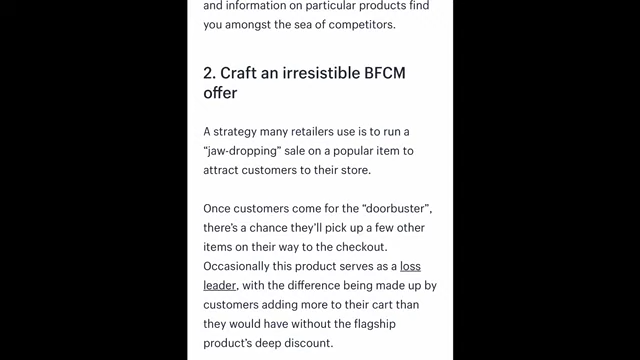 and information on particular products find
you amongst the sea of competitors.
2. Craft an irresistible BFCM
offer
A strategy many retailers use is to run a
“jaw-dropping” sale on a popular item to
attract customers to their store.
Once customers come for the “doorbuster”,
there’s a chance they’ll pick up a few other
items on their way to the checkout.
Occasionally this product serves as a loss
leader, with the difference being made up by
customers adding more to their cart than
they would have without the flagship
product’s deep discount.